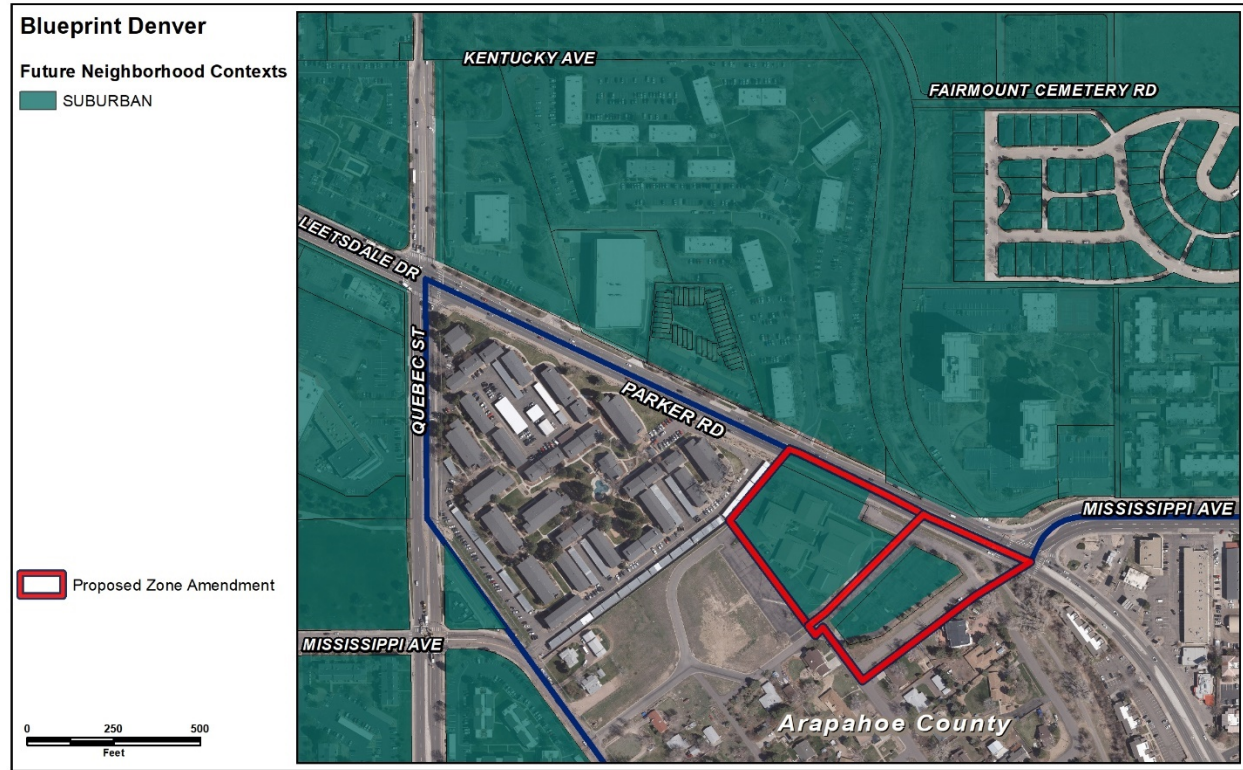 Blueprint Denver
Future Neighborhood Contexts
SUBURBAN
Proposed Zone Amendment
0 250 500
Feet
KENTUCKY AVE
FAIRMOUNT CEMETERY RD
LEETSDALE DR
QUEBEC ST
PARKER RD
MISSISSIPPI AVE
MISSISSIPPI AVE
Arapahoe County